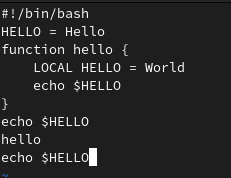 #!/bin/bash
HELLO = Hello
function hello {
    LOCAL HELLO = World
    echo $HELLO
}
echo $HELLO
hello
echo $HELLO
~